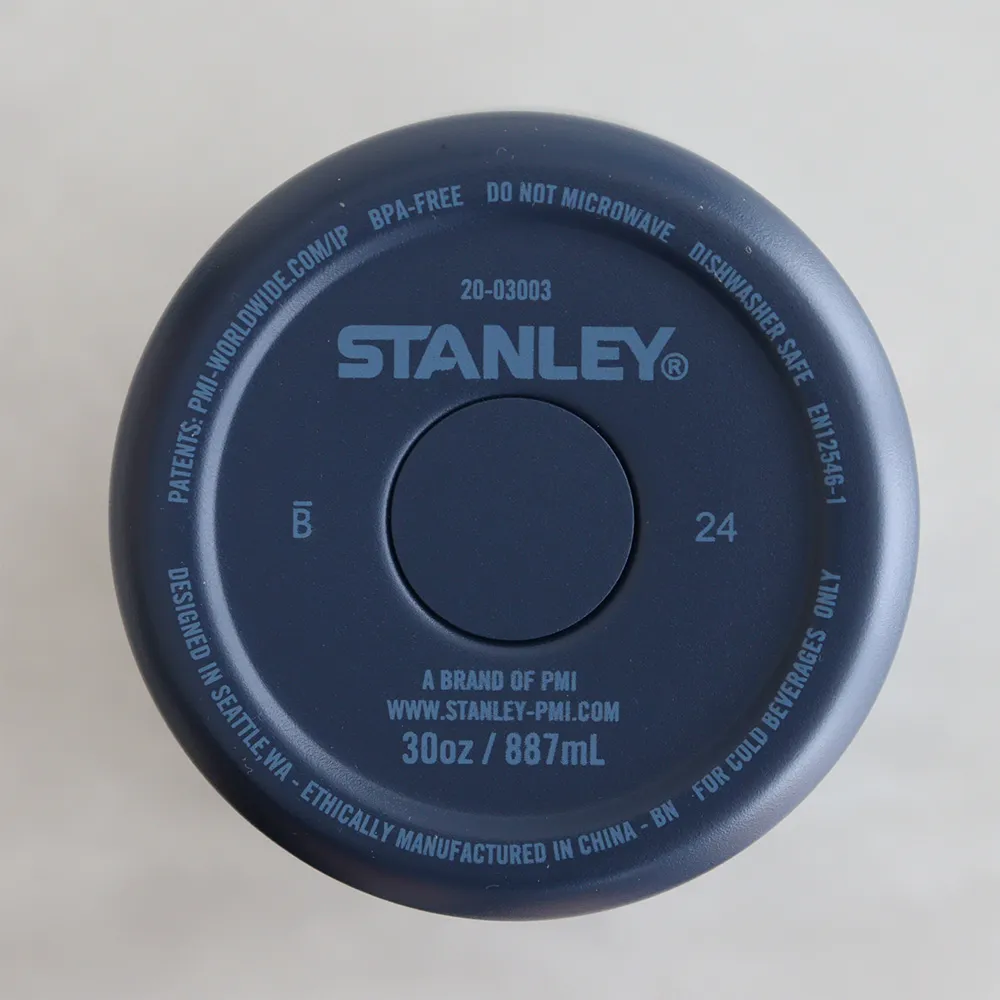 PATENTS: PMI-WORLDWIDE.COM/IP BPA-FREE DO NOT MICROWAVE DISHWASHER SAFE EN12546-1
20-03003
STANLEY®
B̄ 24
A BRAND OF PMI
WWW.STANLEY-PMI.COM
30oz / 887mL
DESIGNED IN SEATTLE,WA - ETHICALLY MANUFACTURED IN CHINA - BN FOR COLD BEVERAGES ONLY